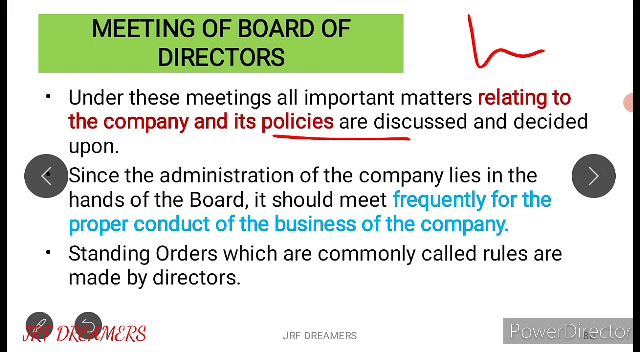 MEETING OF BOARD OF
DIRECTORS
• Under these meetings all important matters relating to
the company and its policies are discussed and decided
upon.
• Since the administration of the company lies in the
hands of the Board, it should meet frequently for the
proper conduct of the business of the company.
• Standing Orders which are commonly called rules are
made by directors.
JRF DREAMERS
JRF DREAMERS
PowerDirector